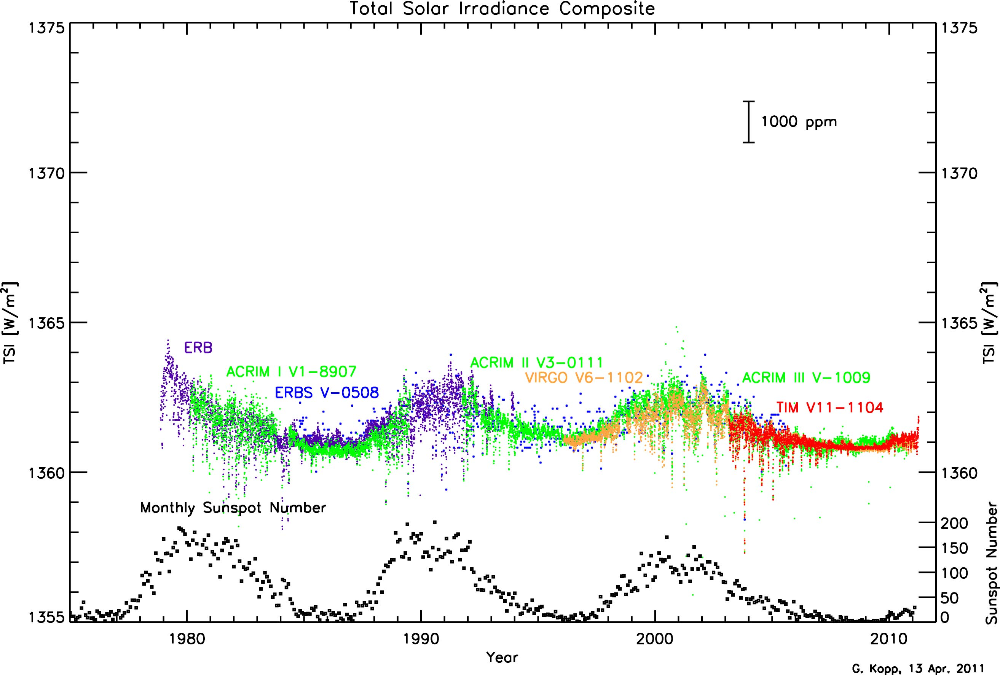 Total Solar Irradiance Composite
1375
1375
1000 ppm
1370
1370
TSI [W/m²]
TSI [W/m²]
1365
1365
ERB
ACRIM I V1-8907
ACRIM II V3-0111
VIRGO V6-1102
ACRIM III V-1009
ERBS V-0508
TIM V11-1104
1360
1360
Monthly Sunspot Number
200
150
100
50
0
Sunspot Number
1355
1980
1990
2000
2010
Year
G. Kopp, 13 Apr. 2011